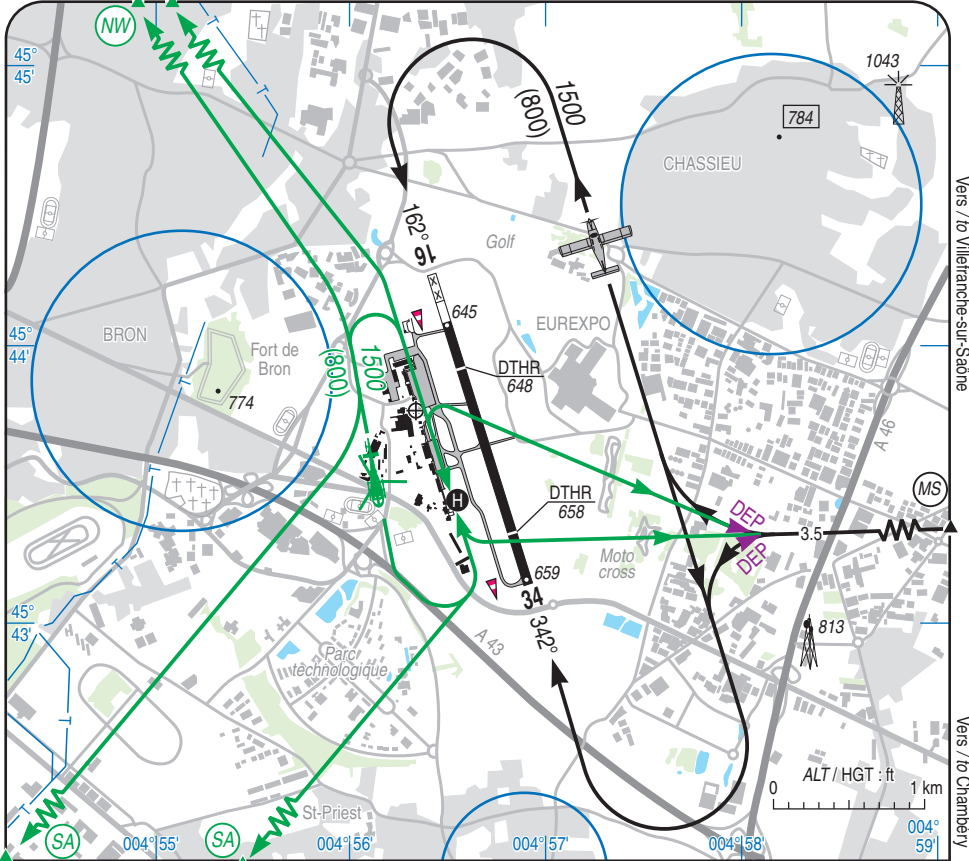 NW
45°
45'
1500
(800)
1043
784
CHASSIEU
Vers / to Villefranche-sur-Saône
162°
16
Golf
645
EUREXPO
BRON
45°
44'
Fort de
Bron
1500
(800)
DTHR
648
774
A 46
MS
DTHR
658
H
DEP
3.5
DEP
Moto
cross
659
34
342°
45°
43'
A 43
813
Parc
technologique
T
T
T
T
ALT / HGT : ft
0
1 km
Vers / to Chambéry
St-Priest
SA
SA
004°55'
004°56'
004°57'
004°58'
004°
59'